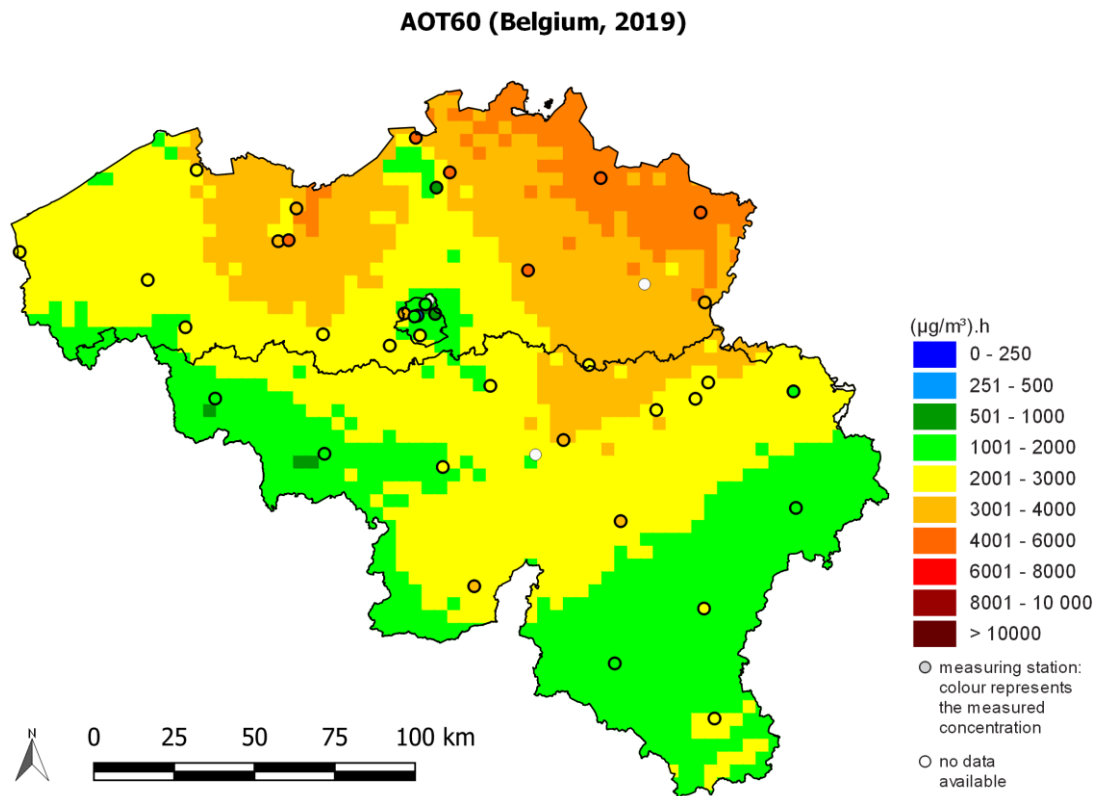 AOT60 (Belgium, 2019)
(µg/m³).h
0 - 250
251 - 500
501 - 1000
1001 - 2000
2001 - 3000
3001 - 4000
4001 - 6000
6001 - 8000
8001 - 10 000
> 10000
measuring station:
colour represents
the measured
concentration
no data
available
N
0 25 50 75 100 km